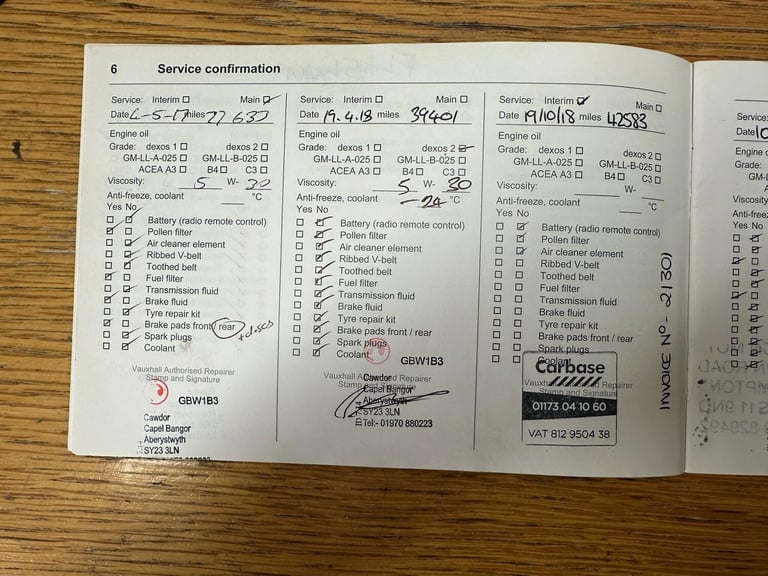 6 Service confirmation
Service: Interim Main
Date 4-5-17 miles 27 633
Engine oil
Grade: dexos 1 dexos 2
GM-LL-A-025 GM-LL-B-025
ACEA A3 B4 C3
Viscosity: 5 W- 30
Anti-freeze, coolant °C
Yes No
Battery (radio remote control)
Pollen filter
Air cleaner element
Ribbed V-belt
Toothed belt
Fuel filter
Transmission fluid
Brake fluid
Tyre repair kit
Brake pads front / rear + discs
Spark plugs
Coolant
Vauxhall Authorised Repairer
Stamp and Signature
GBW1B3
Cawdor
Capel Bangor
Aberystwyth
SY23 3LN
Service: Interim Main
Date 19.4.18 miles 39401
Engine oil
Grade: dexos 1 dexos 2
GM-LL-A-025 GM-LL-B-025
ACEA A3 B4 C3
Viscosity: 5 W- 30
Anti-freeze, coolant -24 °C
Yes No
Battery (radio remote control)
Pollen filter
Air cleaner element
Ribbed V-belt
Toothed belt
Fuel filter
Transmission fluid
Brake fluid
Tyre repair kit
Brake pads front / rear
Spark plugs
Coolant
GBW1B3
Vauxhall Authorised Repairer
Stamp and Signature
Cawdor
Capel Bangor
Aberystwyth
SY23 3LN
Tel:- 01970 880223
Service: Interim Main
Date 19/10/18 miles 42583
Engine oil
Grade: dexos 1 dexos 2
GM-LL-A-025 GM-LL-B-025
ACEA A3 B4 C3
Viscosity: W-
Anti-freeze, coolant °C
Yes No
Battery (radio remote control)
Pollen filter
Air cleaner element
Ribbed V-belt
Toothed belt
Fuel filter
Transmission fluid
Brake fluid
Tyre repair kit
Brake pads front / rear
Spark plugs
Coolant
Carbase
01173 04 10 60
VAT 812 9504 38
INVOICE Nº - 21301
Service:
Date
Engine oil
Grade:
Viscosity
Yes No